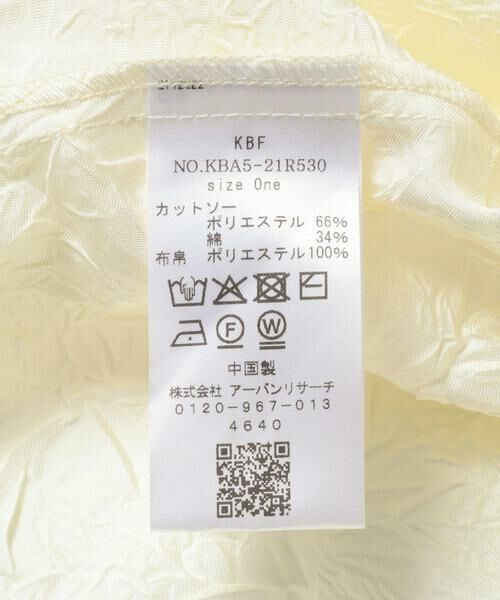 KBF
NO.KBA5-21R530
size One
カットソー
ポリエステル 66%
綿 34%
布帛 ポリエステル100%
F
W
中国製
株式会社 アーバンリサーチ
0120-967-013
4640